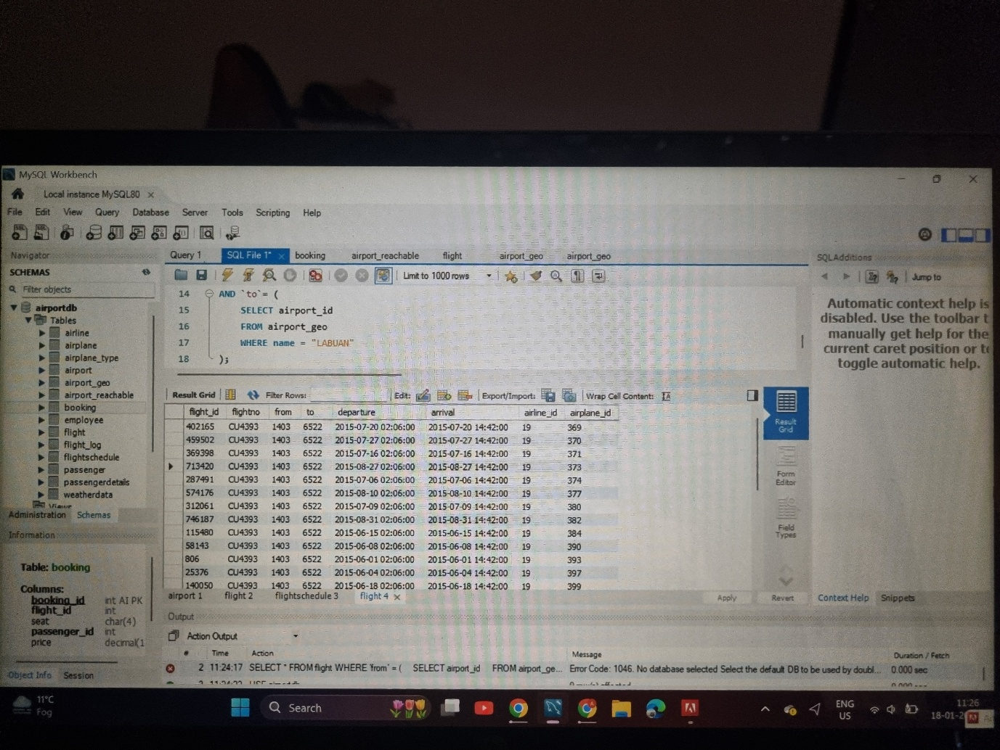 MySQL Workbench
Local instance MySQL80
File Edit View Query Database Server Tools Scripting Help
Navigator
SCHEMAS
Filter objects
airportdb
Tables
airline
airplane
airplane_type
airport
airport_geo
airport_reachable
booking
employee
flight
flight_log
flightschedule
passenger
passengerdetails
weatherdata
Views
Administration Schemas
Information
Table: booking
Columns:
booking_id int AI PK
flight_id int
seat char(4)
passenger_id int
price decimal(1
Object Info Session
Query 1 SQL File 1* booking airport_reachable flight airport_geo airport_geo
Limit to 1000 rows
14 AND `to`= (
15 SELECT airport_id
16 FROM airport_geo
17 WHERE name = "LABUAN"
18 );
Result Grid Filter Rows: Edit: Export/Import: Wrap Cell Content:
flight_id flightno from to departure arrival airline_id airplane_id
402165 CU4393 1403 6522 2015-07-20 02:06:00 2015-07-20 14:42:00 19 369
459502 CU4393 1403 6522 2015-07-27 02:06:00 2015-07-27 14:42:00 19 370
369398 CU4393 1403 6522 2015-07-16 02:06:00 2015-07-16 14:42:00 19 371
713420 CU4393 1403 6522 2015-08-27 02:06:00 2015-08-27 14:42:00 19 373
287491 CU4393 1403 6522 2015-07-06 02:06:00 2015-07-06 14:42:00 19 374
574176 CU4393 1403 6522 2015-08-10 02:06:00 2015-08-10 14:42:00 19 377
312061 CU4393 1403 6522 2015-07-09 02:06:00 2015-07-09 14:42:00 19 380
746187 CU4393 1403 6522 2015-08-31 02:06:00 2015-08-31 14:42:00 19 382
115480 CU4393 1403 6522 2015-06-15 02:06:00 2015-06-15 14:42:00 19 384
58143 CU4393 1403 6522 2015-06-08 02:06:00 2015-06-08 14:42:00 19 390
806 CU4393 1403 6522 2015-06-01 02:06:00 2015-06-01 14:42:00 19 393
25376 CU4393 1403 6522 2015-06-04 02:06:00 2015-06-04 14:42:00 19 397
140050 CU4393 1403 6522 2015-06-18 02:06:00 2015-06-18 14:42:00 19 399
airport 1 flight 2 flightschedule 3 flight 4
Apply Revert
Result Grid
Form Editor
Field Types
Output
Action Output
# Time Action Message Duration / Fetch
2 11:24:17 SELECT * FROM flight WHERE `from` = ( SELECT airport_id FROM airport_ge... Error Code: 1046. No database selected Select the default DB to be used by doubl... 0.000 sec
SQLAdditions
Jump to
Automatic context help is
disabled. Use the toolbar t
manually get help for the
current caret position or to
toggle automatic help.
Context Help Snippets
11°C
Fog
Search
ENG
US
11:26
18-01-2